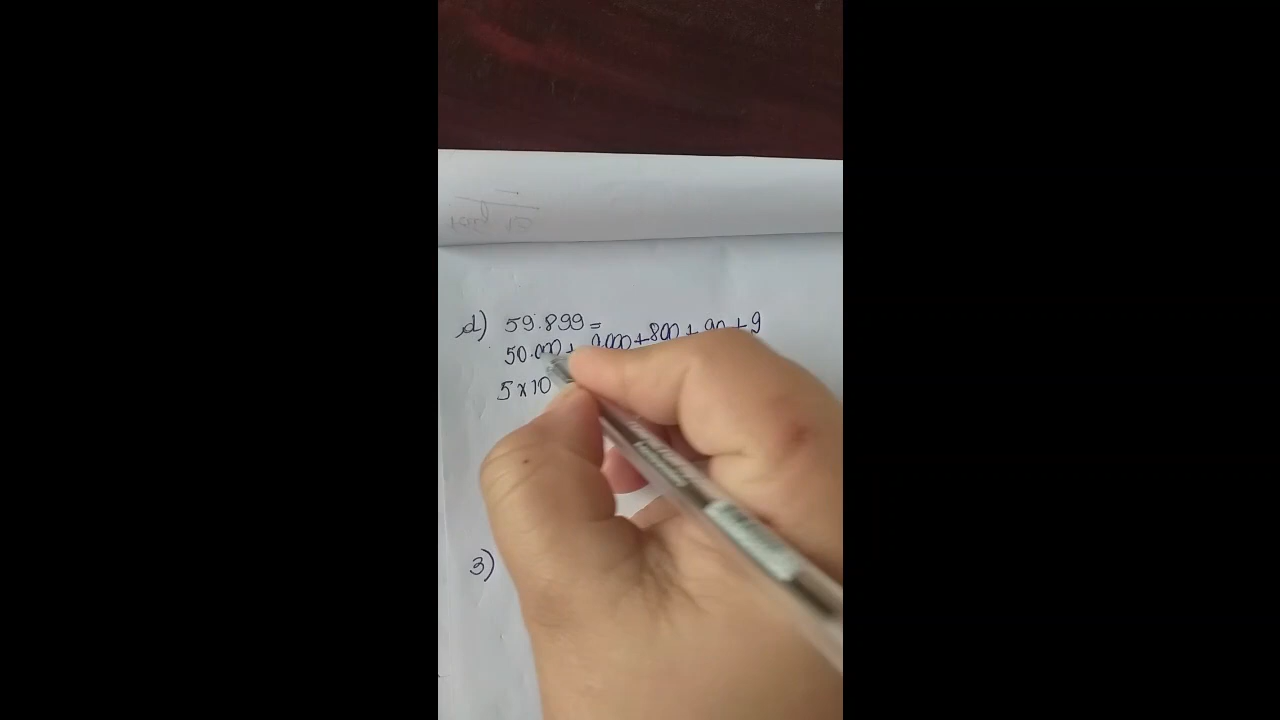 d) 59.899 =
50.000 + 9.000 + 800 + 90 + 9
5 x 10
3)